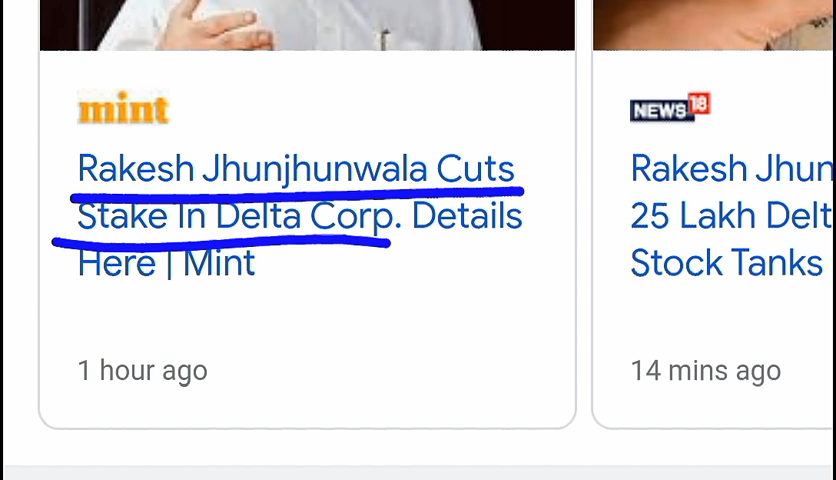 mint
Rakesh Jhunjhunwala Cuts
Stake In Delta Corp. Details
Here | Mint
1 hour ago
NEWS18
Rakesh Jhun
25 Lakh Delt
Stock Tanks
14 mins ago